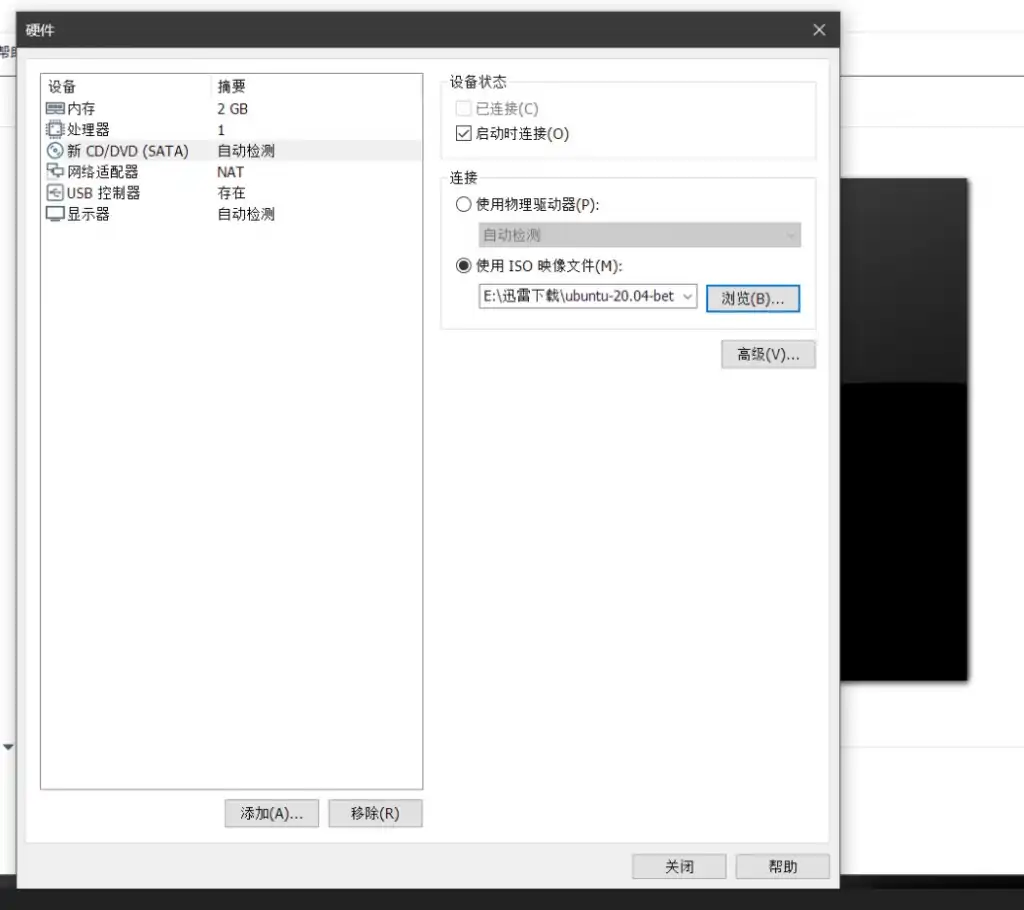 硬件
帮助
设备 摘要
内存 2 GB
处理器 1
新 CD/DVD (SATA) 自动检测
网络适配器 NAT
USB 控制器 存在
显示器 自动检测
添加(A)... 移除(R)
设备状态
已连接(C)
启动时连接(O)
连接
使用物理驱动器(P):
自动检测
使用 ISO 映像文件(M):
E:\迅雷下载\ubuntu-20.04-bet 浏览(B)...
高级(V)...
关闭 帮助